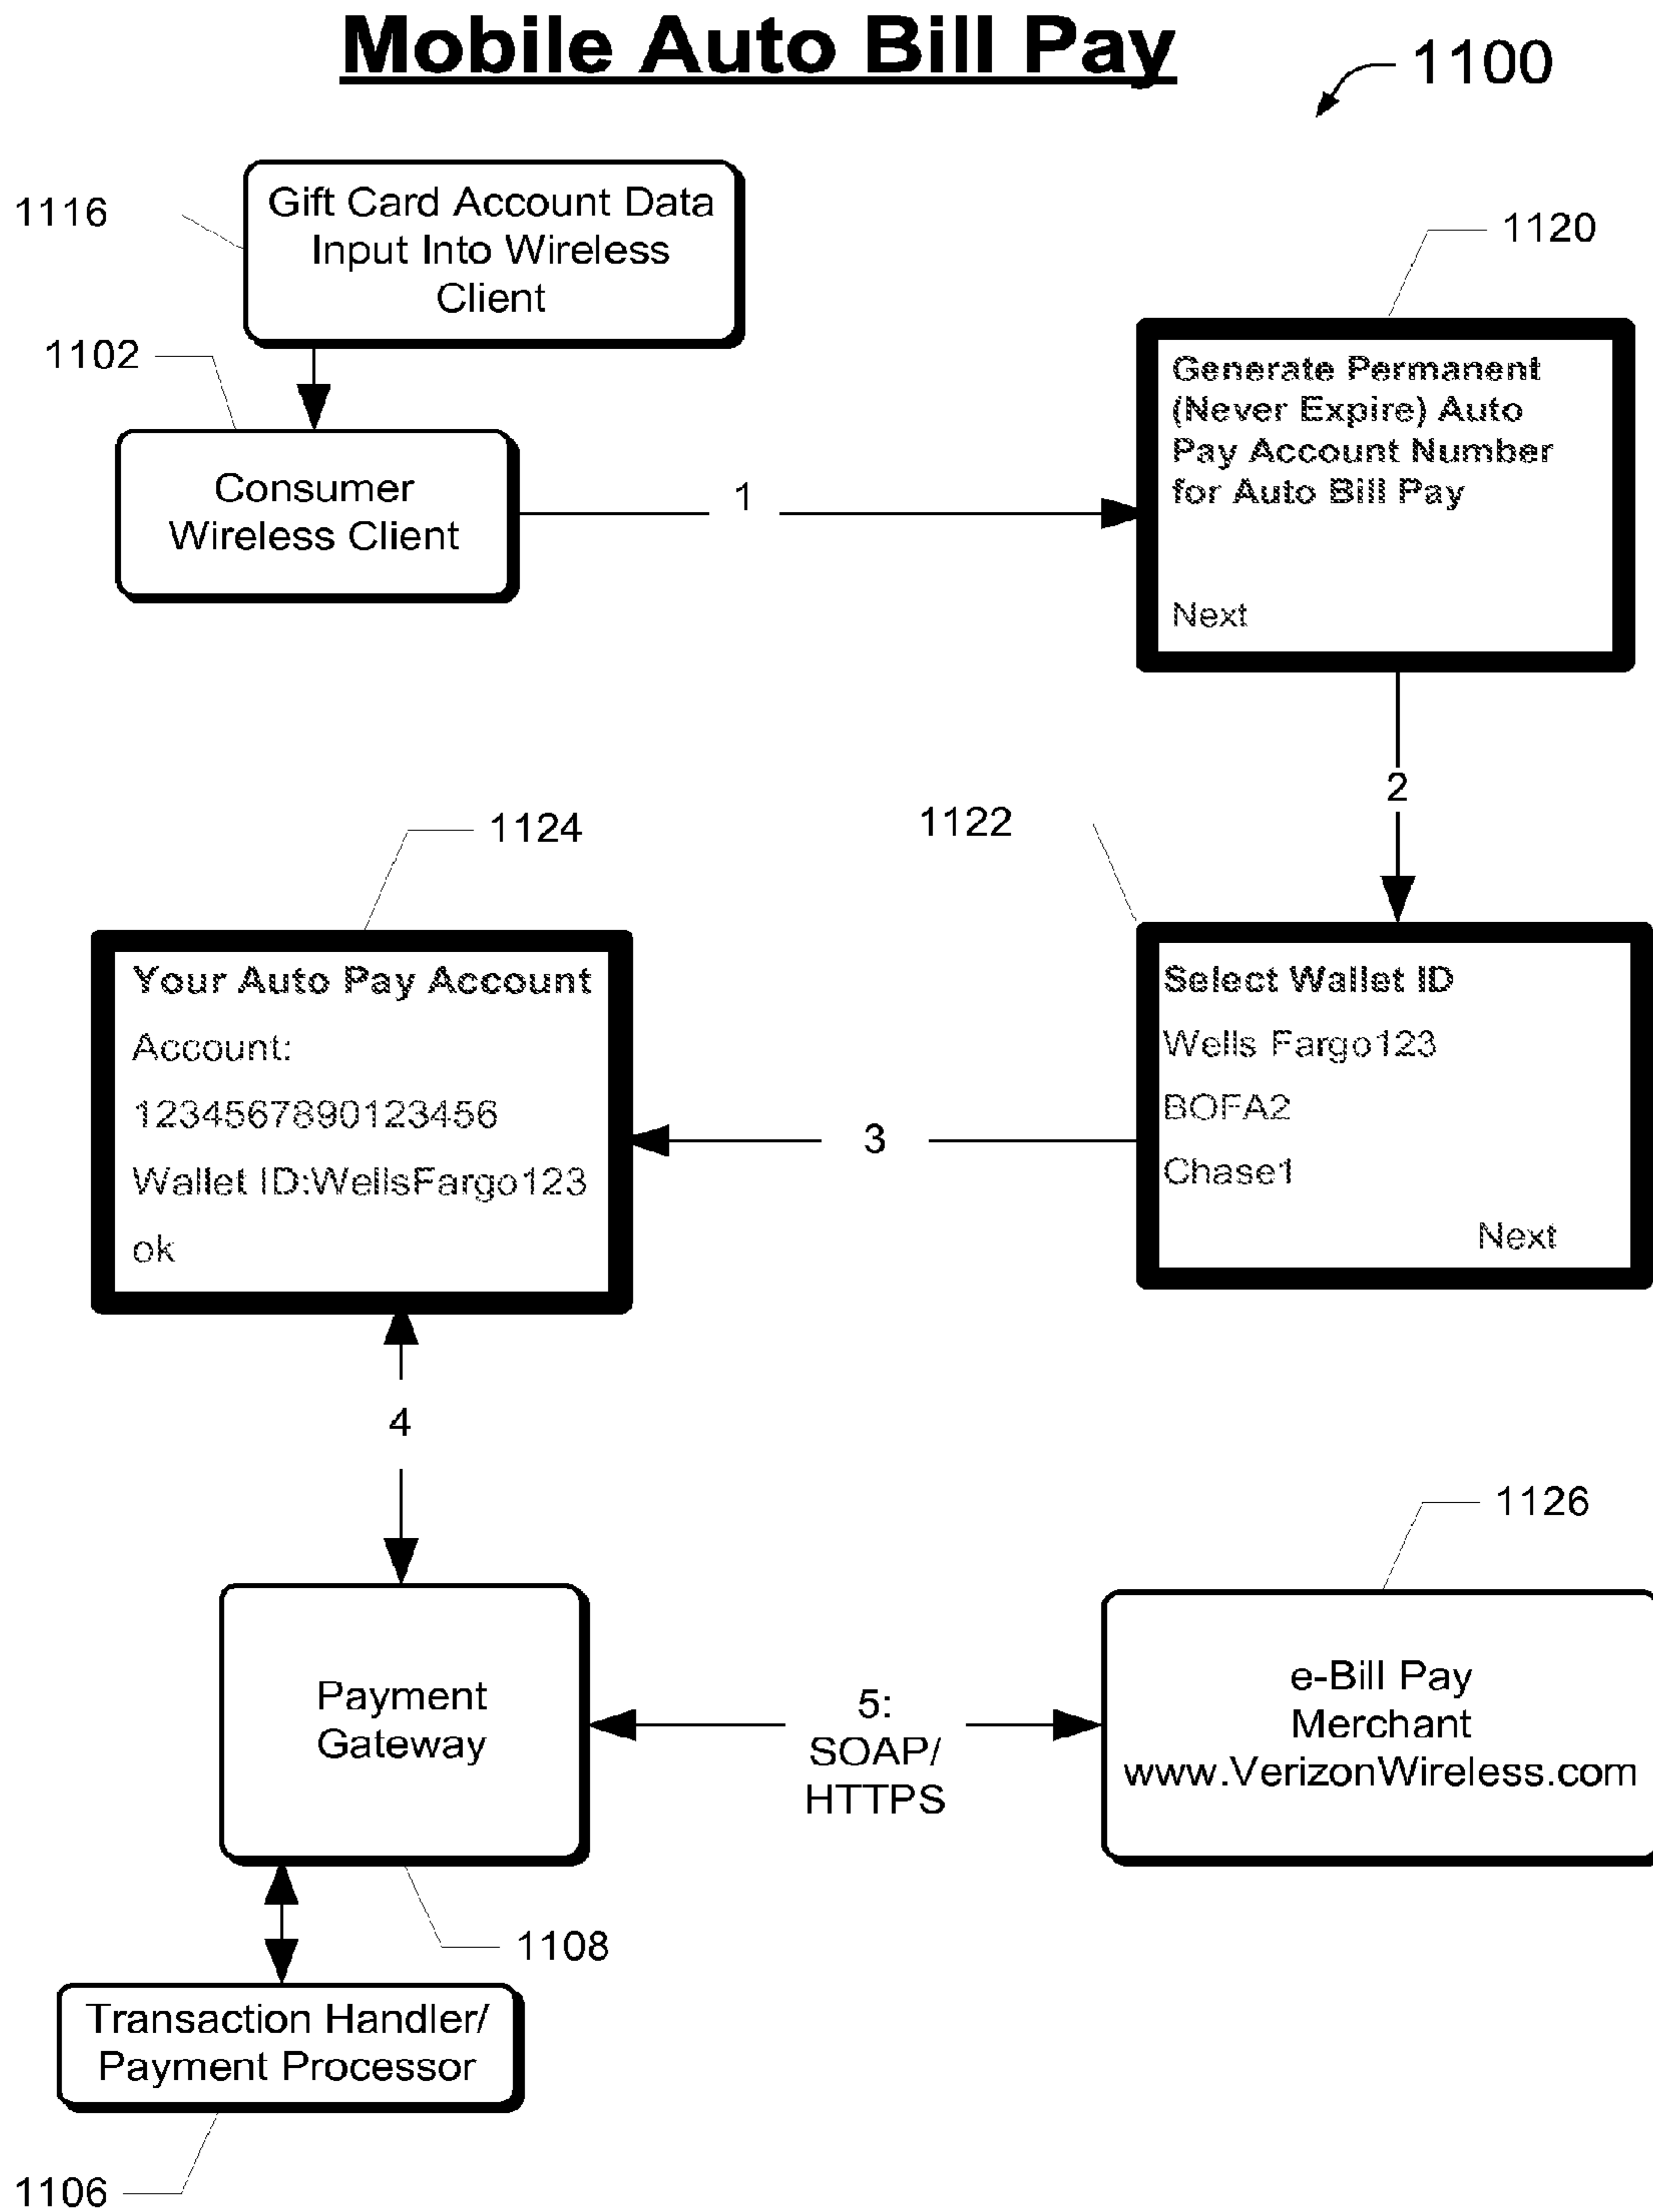 Mobile Auto Bill Pay
1100
1116
Gift Card Account Data
Input Into Wireless
Client
1120
1102
Consumer
Wireless Client
1
Generate Permanent
(Never Expire) Auto
Pay Account Number
for Auto Bill Pay
Next
2
1124
1122
Your Auto Pay Account
Account:
1234567890123456
Wallet ID:WellsFargo123
ok
3
Select Wallet ID
Wells Fargo123
BOFA2
Chase1
Next
4
1126
Payment
Gateway
5:
SOAP/
HTTPS
e-Bill Pay
Merchant
www.VerizonWireless.com
1108
Transaction Handler/
Payment Processor
1106